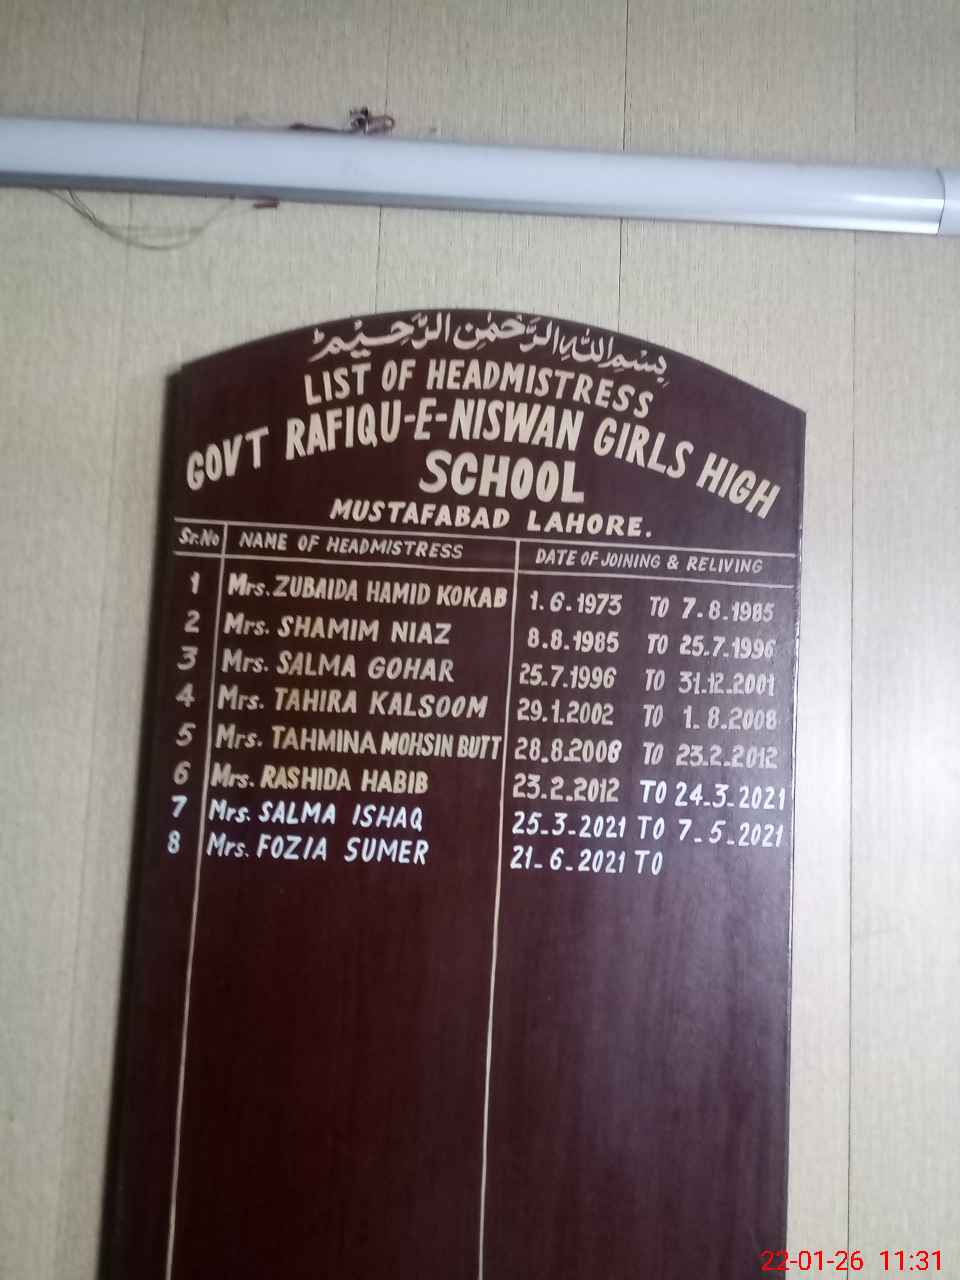 بِسْمِ اللهِ الرَّحْمٰنِ الرَّحِيْمِ
LIST OF HEADMISTRESS
GOVT RAFIQU-E-NISWAN GIRLS HIGH
SCHOOL
MUSTAFABAD LAHORE.
Sr.No NAME OF HEADMISTRESS DATE OF JOINING & RELIVING
1 Mrs. ZUBAIDA HAMID KOKAB 1.6.1973 TO 7.8.1985
2 Mrs. SHAMIM NIAZ 8.8.1985 TO 25.7.1996
3 Mrs. SALMA GOHAR 25.7.1996 TO 31.12.2001
4 Mrs. TAHIRA KALSOOM 29.1.2002 TO 1.8.2008
5 Mrs. TAHMINA MOHSIN BUTT 28.8.2008 TO 23.2.2012
6 Mrs. RASHIDA HABIB 23.2.2012 TO 24.3.2021
7 Mrs. SALMA ISHAQ 25-3-2021 TO 7-5-2021
8 Mrs. FOZIA SUMER 21-6-2021 TO
22-01-26 11:31